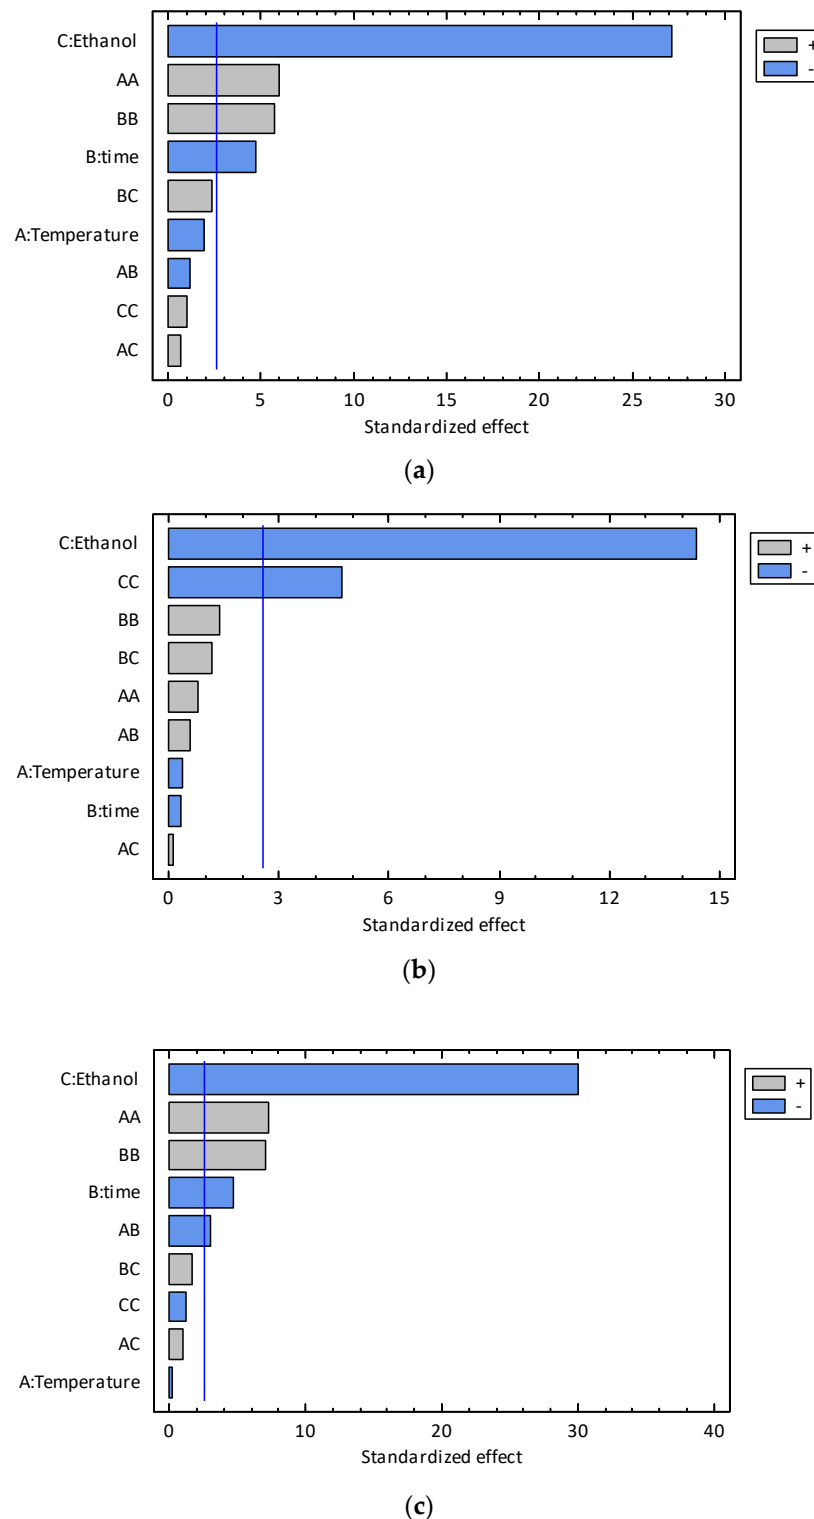 C:Ethanol
AA
BB
B:time
BC
A:Temperature
AB
CC
AC
0 5 10 15 20 25 30
Standardized effect
+
-
(a)
C:Ethanol
CC
BB
BC
AA
AB
A:Temperature
B:time
AC
0 3 6 9 12 15
Standardized effect
+
-
(b)
C:Ethanol
AA
BB
B:time
AB
BC
CC
AC
A:Temperature
0 10 20 30 40
Standardized effect
+
-
(c)